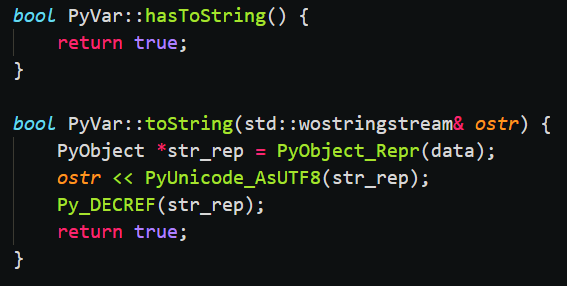 bool PyVar::hasToString() {
    return true;
}

bool PyVar::toString(std::wostringstream& ostr) {
    PyObject *str_rep = PyObject_Repr(data);
    ostr << PyUnicode_AsUTF8(str_rep);
    Py_DECREF(str_rep);
    return true;
}